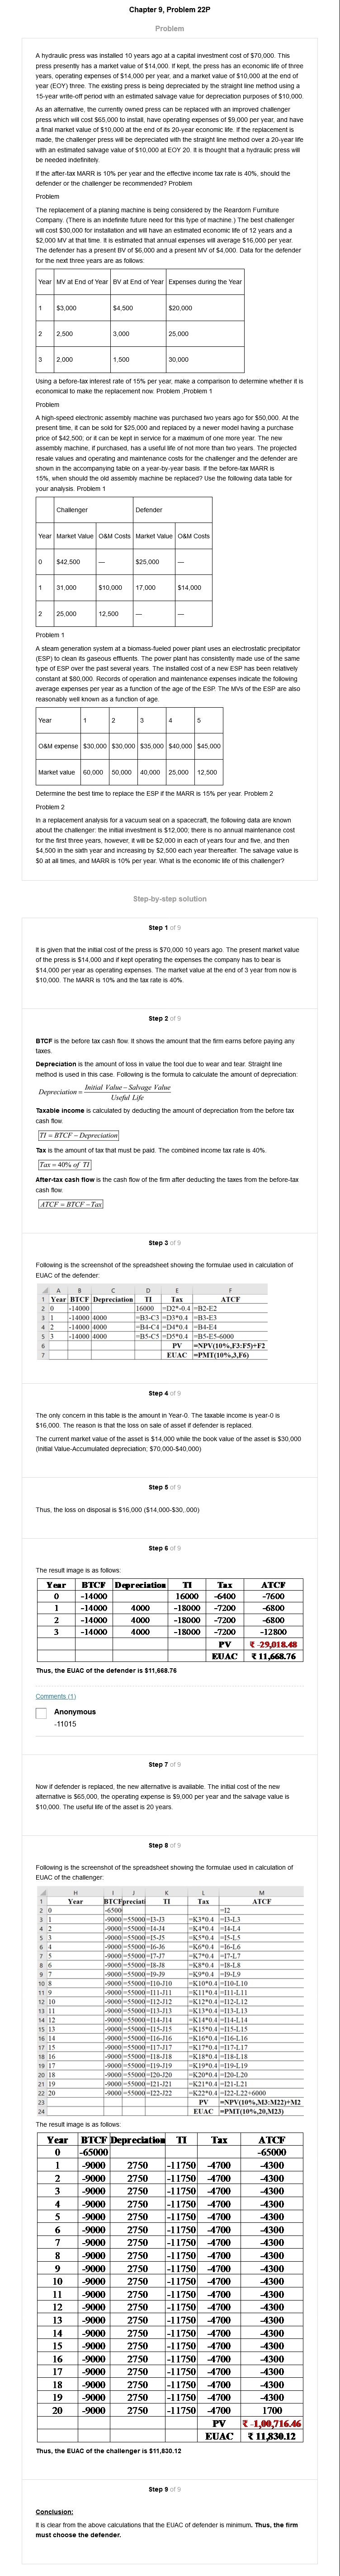 Chapter 9, Problem 22P
Problem
A hydraulic press was installed 10 years ago at a capital investment cost of $70,000. This
press presently has a market value of $14,000. If kept, the press has an economic life of three
years, operating expenses of $14,000 per year, and a market value of $10,000 at the end of
year (EOY) three. The existing press is being depreciated by the straight line method using a
15-year write-off period with an estimated salvage value for depreciation purposes of $10,000.
As an alternative, the currently owned press can be replaced with an improved challenger
press which will cost $65,000 to install, have operating expenses of $9,000 per year, and have
a final market value of $10,000 at the end of its 20-year economic life. If the replacement is
made, the challenger press will be depreciated with the straight line method over a 20-year life
with an estimated salvage value of $10,000 at EOY 20. It is thought that a hydraulic press will
be needed indefinitely.
If the after-tax MARR is 10% per year and the effective income tax rate is 40%, should the
defender or the challenger be recommended? Problem
Problem
The replacement of a planing machine is being considered by the Reardorn Furniture
Company. (There is an indefinite future need for this type of machine.) The best challenger
will cost $30,000 for installation and will have an estimated economic life of 12 years and a
$2,000 MV at that time. It is estimated that annual expenses will average $16,000 per year.
The defender has a present BV of $6,000 and a present MV of $4,000. Data for the defender
for the next three years are as follows:
Year MV at End of Year BV at End of Year Expenses during the Year
1 $3,000 $4,500 $20,000
2 2,500 3,000 25,000
3 2,000 1,500 30,000
Using a before-tax interest rate of 15% per year, make a comparison to determine whether it is
economical to make the replacement now. Problem ,Problem 1
Problem
A high-speed electronic assembly machine was purchased two years ago for $50,000. At the
present time, it can be sold for $25,000 and replaced by a newer model having a purchase
price of $42,500; or it can be kept in service for a maximum of one more year. The new
assembly machine, if purchased, has a useful life of not more than two years. The projected
resale values and operating and maintenance costs for the challenger and the defender are
shown in the accompanying table on a year-by-year basis. If the before-tax MARR is
15%, when should the old assembly machine be replaced? Use the following data table for
your analysis. Problem 1
Challenger Defender
Year Market Value O&M Costs Market Value O&M Costs
0 $42,500 — $25,000 —
1 31,000 $10,000 17,000 $14,000
2 25,000 12,500 — —
Problem 1
A steam generation system at a biomass-fueled power plant uses an electrostatic precipitator
(ESP) to clean its gaseous effluents. The power plant has consistently made use of the same
type of ESP over the past several years. The installed cost of a new ESP has been relatively
constant at $80,000. Records of operation and maintenance expenses indicate the following
average expenses per year as a function of the age of the ESP. The MVs of the ESP are also
reasonably well known as a function of age.
Year 1 2 3 4 5
O&M expense $30,000 $30,000 $35,000 $40,000 $45,000
Market value 60,000 50,000 40,000 25,000 12,500
Determine the best time to replace the ESP if the MARR is 15% per year. Problem 2
Problem 2
In a replacement analysis for a vacuum seal on a spacecraft, the following data are known
about the challenger: the initial investment is $12,000; there is no annual maintenance cost
for the first three years, however, it will be $2,000 in each of years four and five, and then
$4,500 in the sixth year and increasing by $2,500 each year thereafter. The salvage value is
$0 at all times, and MARR is 10% per year. What is the economic life of this challenger?
Step-by-step solution
Step 1 of 9
It is given that the initial cost of the press is $70,000 10 years ago. The present market value
of the press is $14,000 and if kept operating the expenses the company has to bear is
$14,000 per year as operating expenses. The market value at the end of 3 year from now is
$10,000. The MARR is 10% and the tax rate is 40%.
Step 2 of 9
BTCF is the before tax cash flow. It shows the amount that the firm earns before paying any
taxes.
Depreciation is the amount of loss in value the tool due to wear and tear. Straight line
method is used in this case. Following is the formula to calculate the amount of depreciation:
Depreciation = Initial Value − Salvage Value / Useful Life
Taxable income is calculated by deducting the amount of depreciation from the before tax
cash flow.
TI = BTCF − Depreciation
Tax is the amount of tax that must be paid. The combined income tax rate is 40%.
Tax = 40% of TI
After-tax cash flow is the cash flow of the firm after deducting the taxes from the before-tax
cash flow.
ATCF = BTCF − Tax
Step 3 of 9
Following is the screenshot of the spreadsheet showing the formulae used in calculation of
EUAC of the defender:
A B C D E F
1 Year BTCF Depreciation TI Tax ATCF
2 0 -14000 16000 =D2*-0.4 =B2-E2
3 1 -14000 4000 =B3-C3 =D3*0.4 =B3-E3
4 2 -14000 4000 =B4-C4 =D4*0.4 =B4-E4
5 3 -14000 4000 =B5-C5 =D5*0.4 =B5-E5-6000
6 PV =NPV(10%,F3:F5)+F2
7 EUAC =PMT(10%,3,F6)
Step 4 of 9
The only concern in this table is the amount in Year-0. The taxable income is year-0 is
$16,000. The reason is that the loss on sale of asset if defender is replaced.
The current market value of the asset is $14,000 while the book value of the asset is $30,000
(Initial Value-Accumulated depreciation; $70,000-$40,000)
Step 5 of 9
Thus, the loss on disposal is $16,000 ($14,000-$30, 000)
Step 6 of 9
The result image is as follows:
Year BTCF Depreciation TI Tax ATCF
0 -14000 16000 -6400 -7600
1 -14000 4000 -18000 -7200 -6800
2 -14000 4000 -18000 -7200 -6800
3 -14000 4000 -18000 -7200 -12800
PV ₹ -29,018.48
EUAC ₹ 11,668.76
Thus, the EUAC of the defender is $11,668.76
Comments (1)
Anonymous
-11015
Step 7 of 9
Now if defender is replaced, the new alternative is available. The initial cost of the new
alternative is $65,000, the operating expense is $9,000 per year and the salvage value is
$10,000. The useful life of the asset is 20 years.
Step 8 of 9
Following is the screenshot of the spreadsheet showing the formulae used in calculation of
EUAC of the challenger:
H I J K L M
1 Year BTCF preciati TI Tax ATCF
2 0 -6500 =I2
3 1 -9000 =55000 =I3-J3 =K3*0.4 =I3-L3
4 2 -9000 =55000 =I4-J4 =K4*0.4 =I4-L4
5 3 -9000 =55000 =I5-J5 =K5*0.4 =I5-L5
6 4 -9000 =55000 =I6-J6 =K6*0.4 =I6-L6
7 5 -9000 =55000 =I7-J7 =K7*0.4 =I7-L7
8 6 -9000 =55000 =I8-J8 =K8*0.4 =I8-L8
9 7 -9000 =55000 =I9-J9 =K9*0.4 =I9-L9
10 8 -9000 =55000 =I10-J10 =K10*0.4 =I10-L10
11 9 -9000 =55000 =I11-J11 =K11*0.4 =I11-L11
12 10 -9000 =55000 =I12-J12 =K12*0.4 =I12-L12
13 11 -9000 =55000 =I13-J13 =K13*0.4 =I13-L13
14 12 -9000 =55000 =I14-J14 =K14*0.4 =I14-L14
15 13 -9000 =55000 =I15-J15 =K15*0.4 =I15-L15
16 14 -9000 =55000 =I16-J16 =K16*0.4 =I16-L16
17 15 -9000 =55000 =I17-J17 =K17*0.4 =I17-L17
18 16 -9000 =55000 =I18-J18 =K18*0.4 =I18-L18
19 17 -9000 =55000 =I19-J19 =K19*0.4 =I19-L19
20 18 -9000 =55000 =I20-J20 =K20*0.4 =I20-L20
21 19 -9000 =55000 =I21-J21 =K21*0.4 =I21-L21
22 20 -9000 =55000 =I22-J22 =K22*0.4 =I22-L22+6000
23 PV =NPV(10%,M3:M22)+M2
24 EUAC =PMT(10%,20,M23)
The result image is as follows:
Year BTCF Depreciation TI Tax ATCF
0 -65000 -65000
1 -9000 2750 -11750 -4700 -4300
2 -9000 2750 -11750 -4700 -4300
3 -9000 2750 -11750 -4700 -4300
4 -9000 2750 -11750 -4700 -4300
5 -9000 2750 -11750 -4700 -4300
6 -9000 2750 -11750 -4700 -4300
7 -9000 2750 -11750 -4700 -4300
8 -9000 2750 -11750 -4700 -4300
9 -9000 2750 -11750 -4700 -4300
10 -9000 2750 -11750 -4700 -4300
11 -9000 2750 -11750 -4700 -4300
12 -9000 2750 -11750 -4700 -4300
13 -9000 2750 -11750 -4700 -4300
14 -9000 2750 -11750 -4700 -4300
15 -9000 2750 -11750 -4700 -4300
16 -9000 2750 -11750 -4700 -4300
17 -9000 2750 -11750 -4700 -4300
18 -9000 2750 -11750 -4700 -4300
19 -9000 2750 -11750 -4700 -4300
20 -9000 2750 -11750 -4700 1700
PV ₹ -1,00,716.46
EUAC ₹ 11,830.12
Thus, the EUAC of the challenger is $11,830.12
Step 9 of 9
Conclusion:
It is clear from the above calculations that the EUAC of defender is minimum. Thus, the firm
must choose the defender.